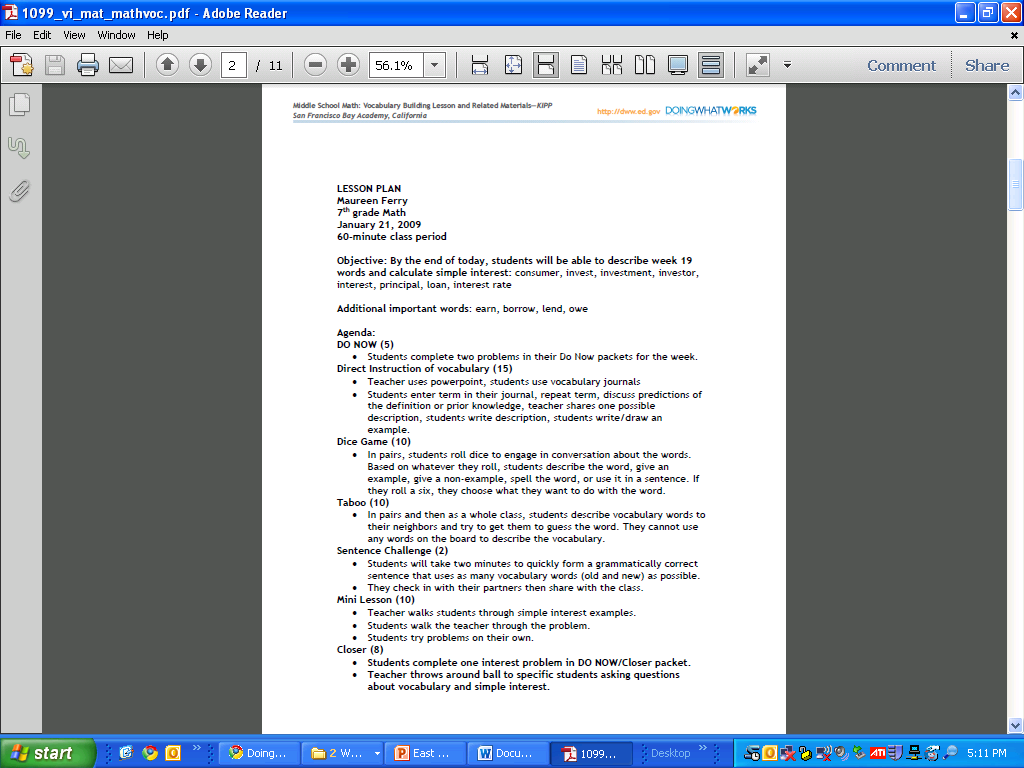 1099_vi_mat_mathvoc.pdf - Adobe Reader
File Edit View Window Help
2 / 11 56.1% Comment Share
Middle School Math: Vocabulary Building Lesson and Related Materials—KIPP
San Francisco Bay Academy, California
http://dww.ed.gov DOINGWHATWORKS
LESSON PLAN
Maureen Ferry
7th grade Math
January 21, 2009
60-minute class period
Objective: By the end of today, students will be able to describe week 19
words and calculate simple interest: consumer, invest, investment, investor,
interest, principal, loan, interest rate
Additional important words: earn, borrow, lend, owe
Agenda:
DO NOW (5)
• Students complete two problems in their Do Now packets for the week.
Direct Instruction of vocabulary (15)
• Teacher uses powerpoint, students use vocabulary journals
• Students enter term in their journal, repeat term, discuss predictions of
the definition or prior knowledge, teacher shares one possible
description, students write description, students write/draw an
example.
Dice Game (10)
• In pairs, students roll dice to engage in conversation about the words.
Based on whatever they roll, students describe the word, give an
example, give a non-example, spell the word, or use it in a sentence. If
they roll a six, they choose what they want to do with the word.
Taboo (10)
• In pairs and then as a whole class, students describe vocabulary words to
their neighbors and try to get them to guess the word. They cannot use
any words on the board to describe the vocabulary.
Sentence Challenge (2)
• Students will take two minutes to quickly form a grammatically correct
sentence that uses as many vocabulary words (old and new) as possible.
• They check in with their partners then share with the class.
Mini Lesson (10)
• Teacher walks students through simple interest examples.
• Students walk the teacher through the problem.
• Students try problems on their own.
Closer (8)
• Students complete one interest problem in DO NOW/Closer packet.
• Teacher throws around ball to specific students asking questions
about vocabulary and simple interest.
start Doing... 2 W... East ... Docu... 1099... Desktop ATI 5:11 PM